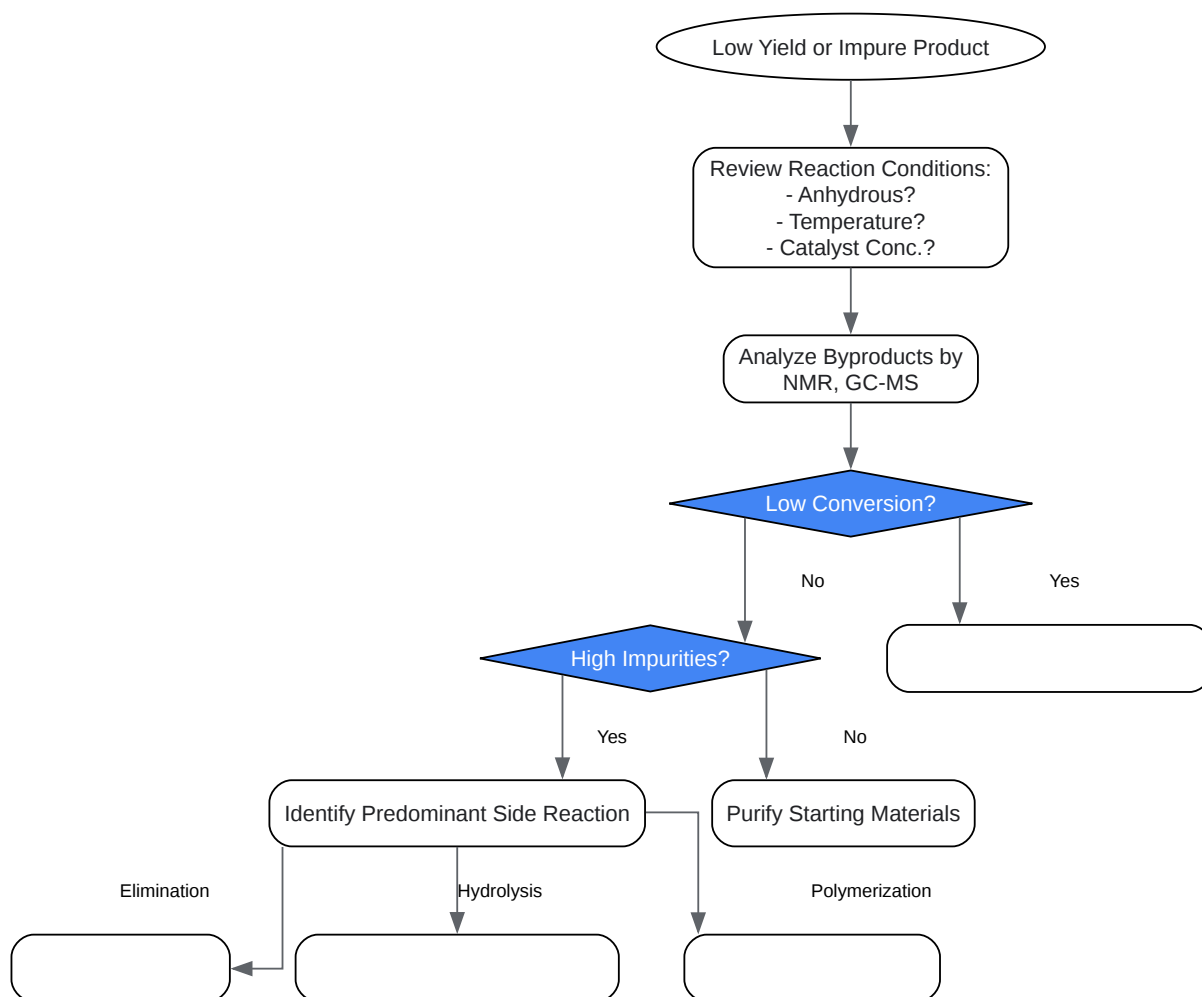 Low Yield or Impure Product
Review Reaction Conditions:
- Anhydrous?
- Temperature?
- Catalyst Conc.?
Analyze Byproducts by
NMR, GC-MS
Low Conversion?
No
Yes
High Impurities?
Yes
No
Identify Predominant Side Reaction
Purify Starting Materials
Elimination
Hydrolysis
Polymerization